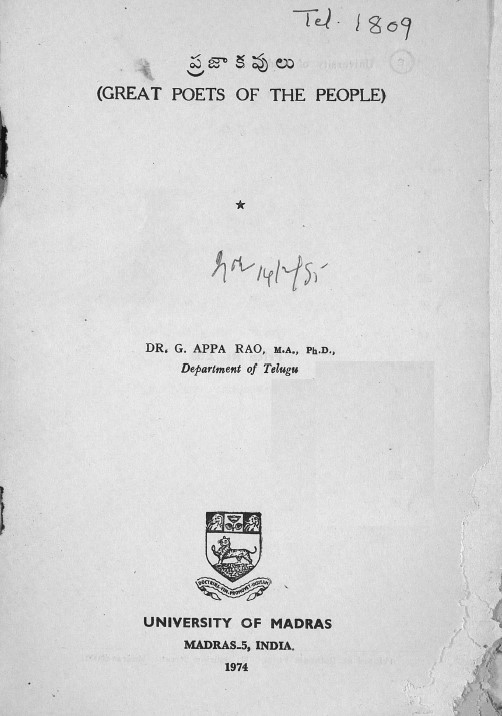 Tel. 1809
ప్రజాకవులు
(GREAT POETS OF THE PEOPLE)
DR. G. APPA RAO, M.A., Ph.D.,
Department of Telugu
UNIVERSITY OF MADRAS
MADRAS-5, INDIA.
1974